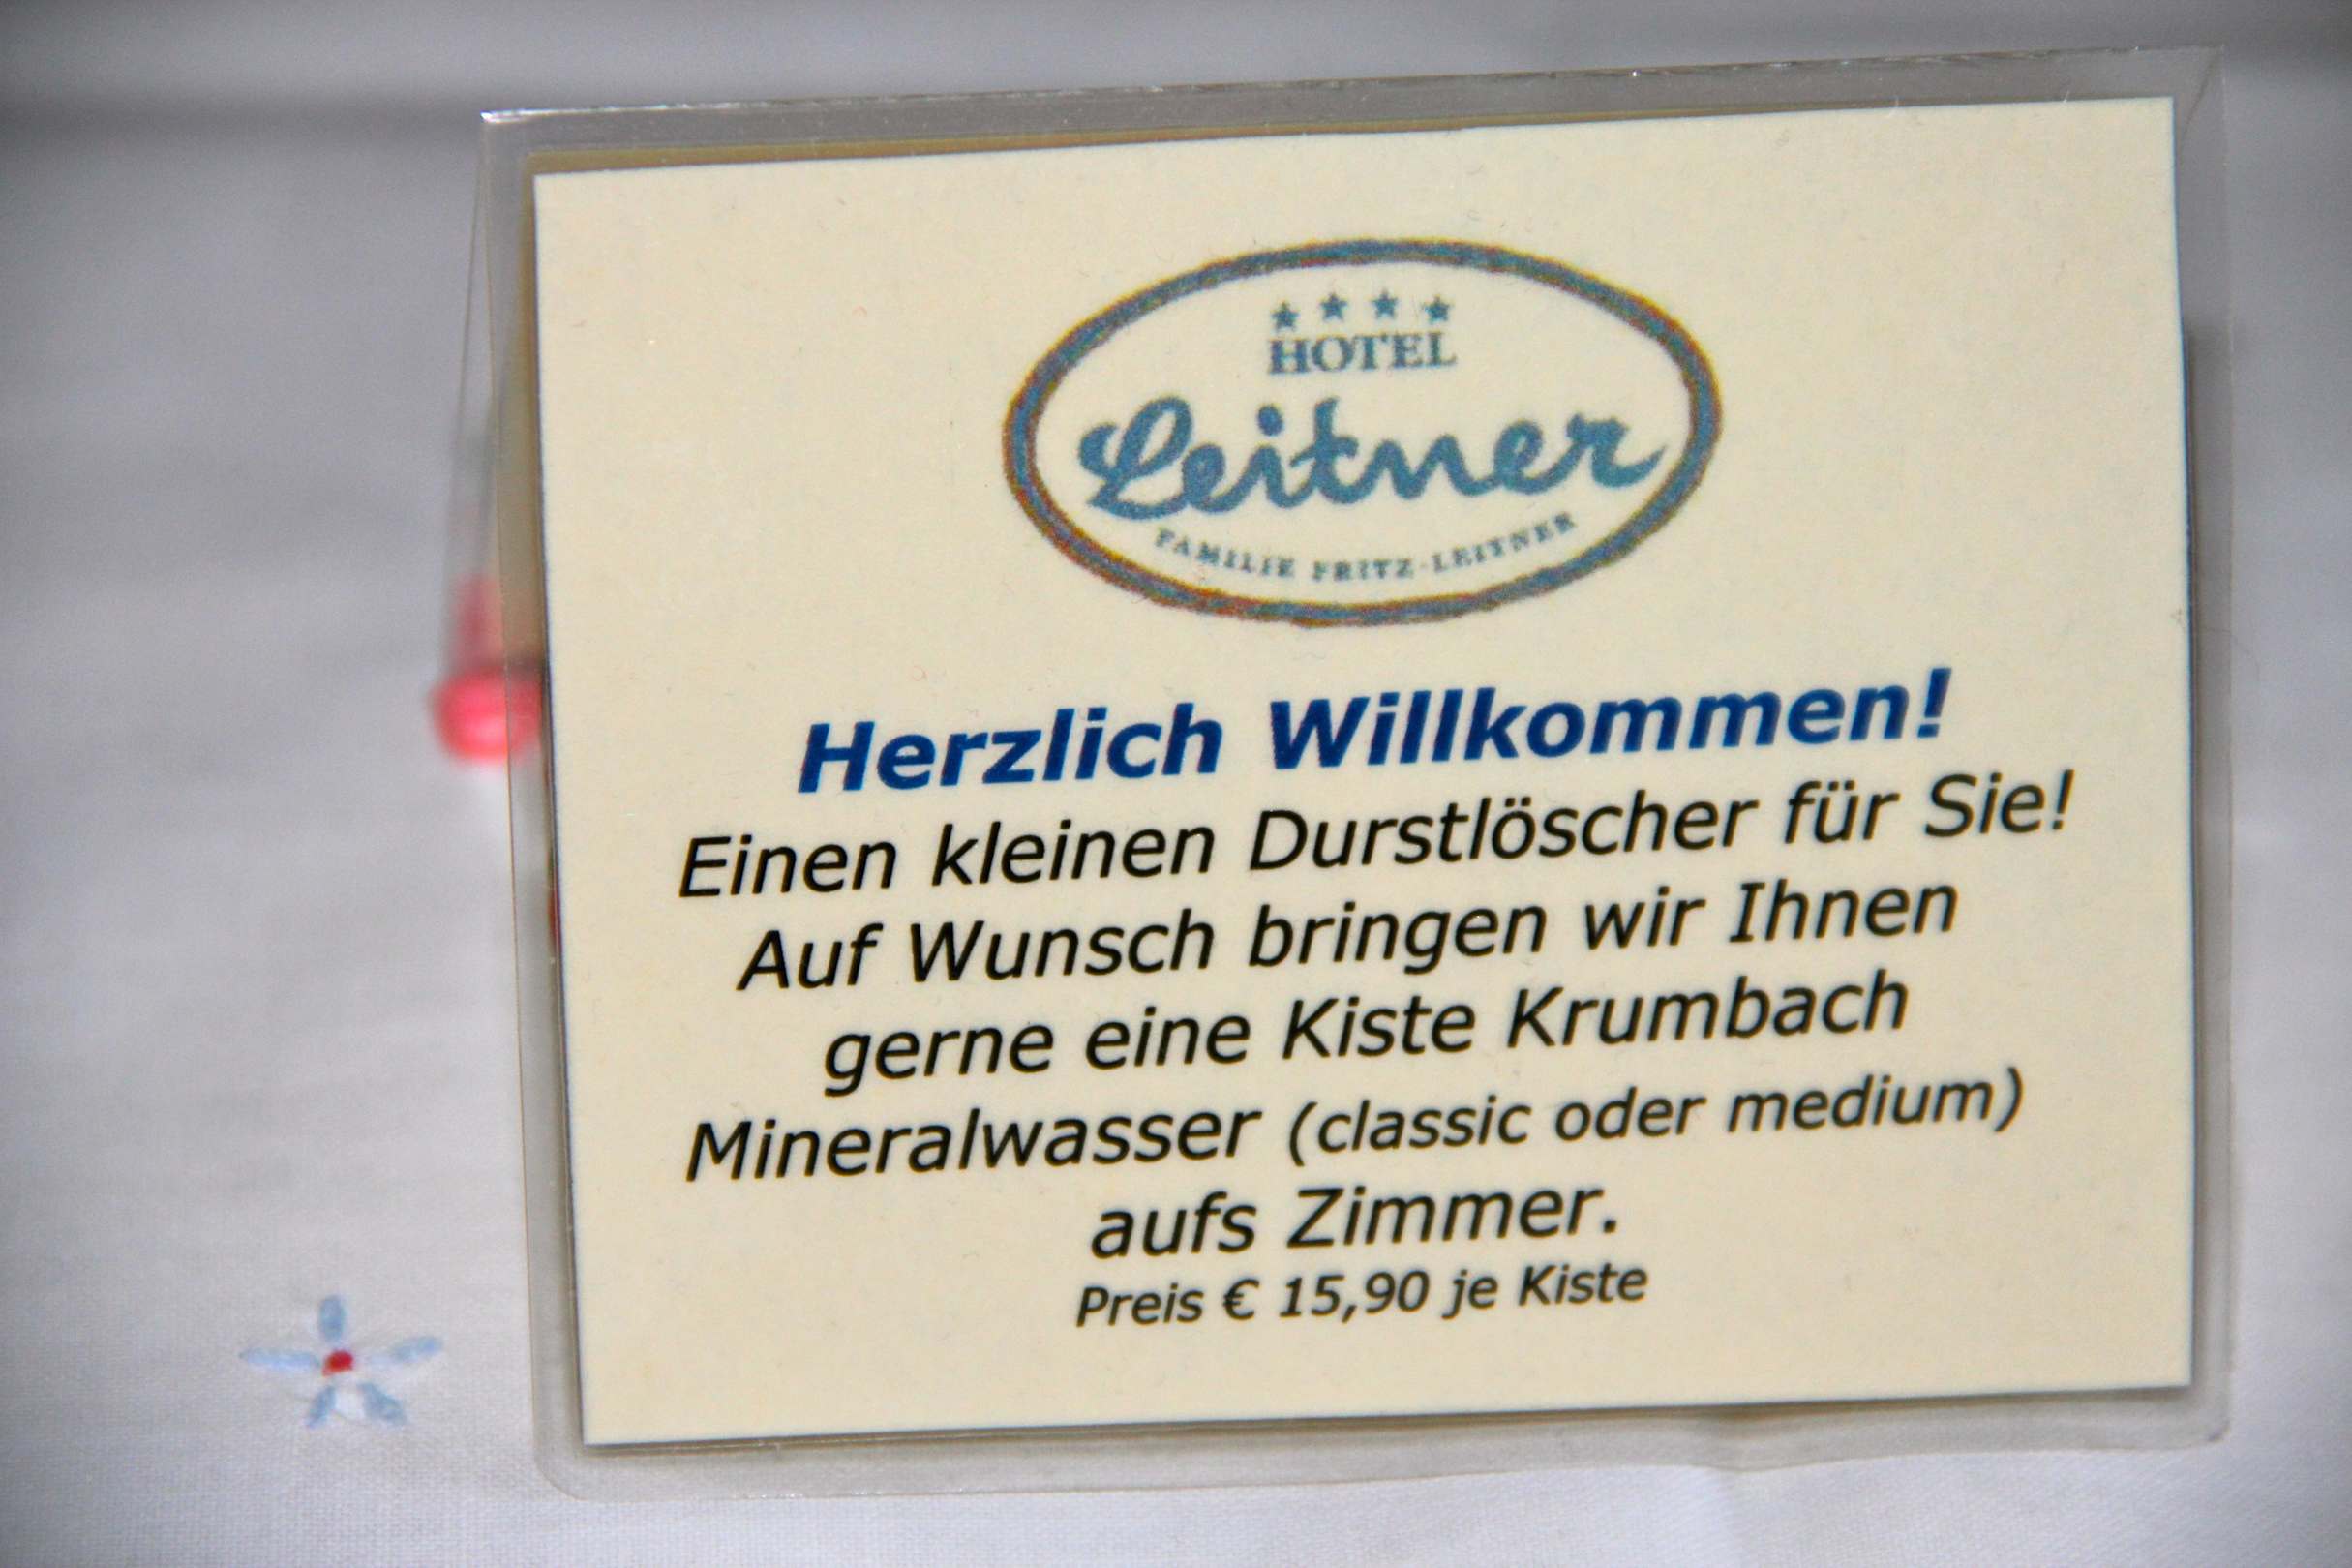 ★★★★
HOTEL
Leitner
FAMILIE FRITZ-LEITNER
Herzlich Willkommen!
Einen kleinen Durstlöscher für Sie!
Auf Wunsch bringen wir Ihnen
gerne eine Kiste Krumbach
Mineralwasser (classic oder medium)
aufs Zimmer.
Preis € 15,90 je Kiste